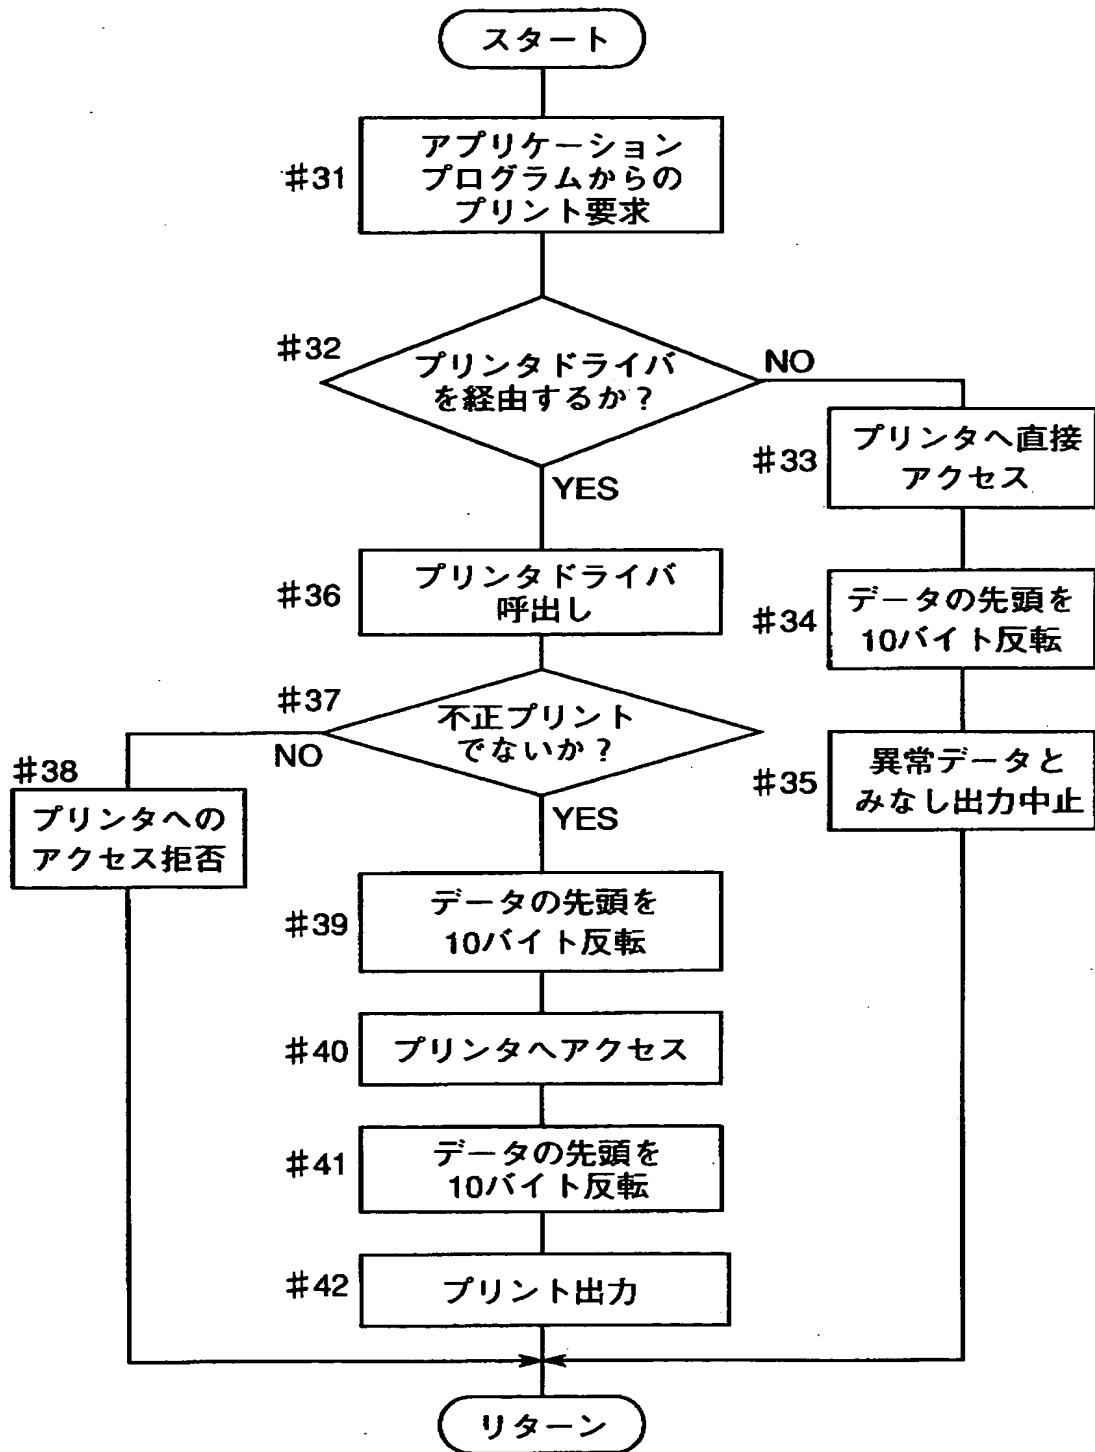 スタート
#31
アプリケーション
プログラムからの
プリント要求
#32
プリンタドライバ
を経由するか?
NO
YES
#33
プリンタへ直接
アクセス
#34
データの先頭を
10バイト反転
#35
異常データと
みなし出力中止
#36
プリンタドライバ
呼出し
#37
不正プリント
でないか?
NO
YES
#38
プリンタへの
アクセス拒否
#39
データの先頭を
10バイト反転
#40
プリンタへアクセス
#41
データの先頭を
10バイト反転
#42
プリント出力
リターン